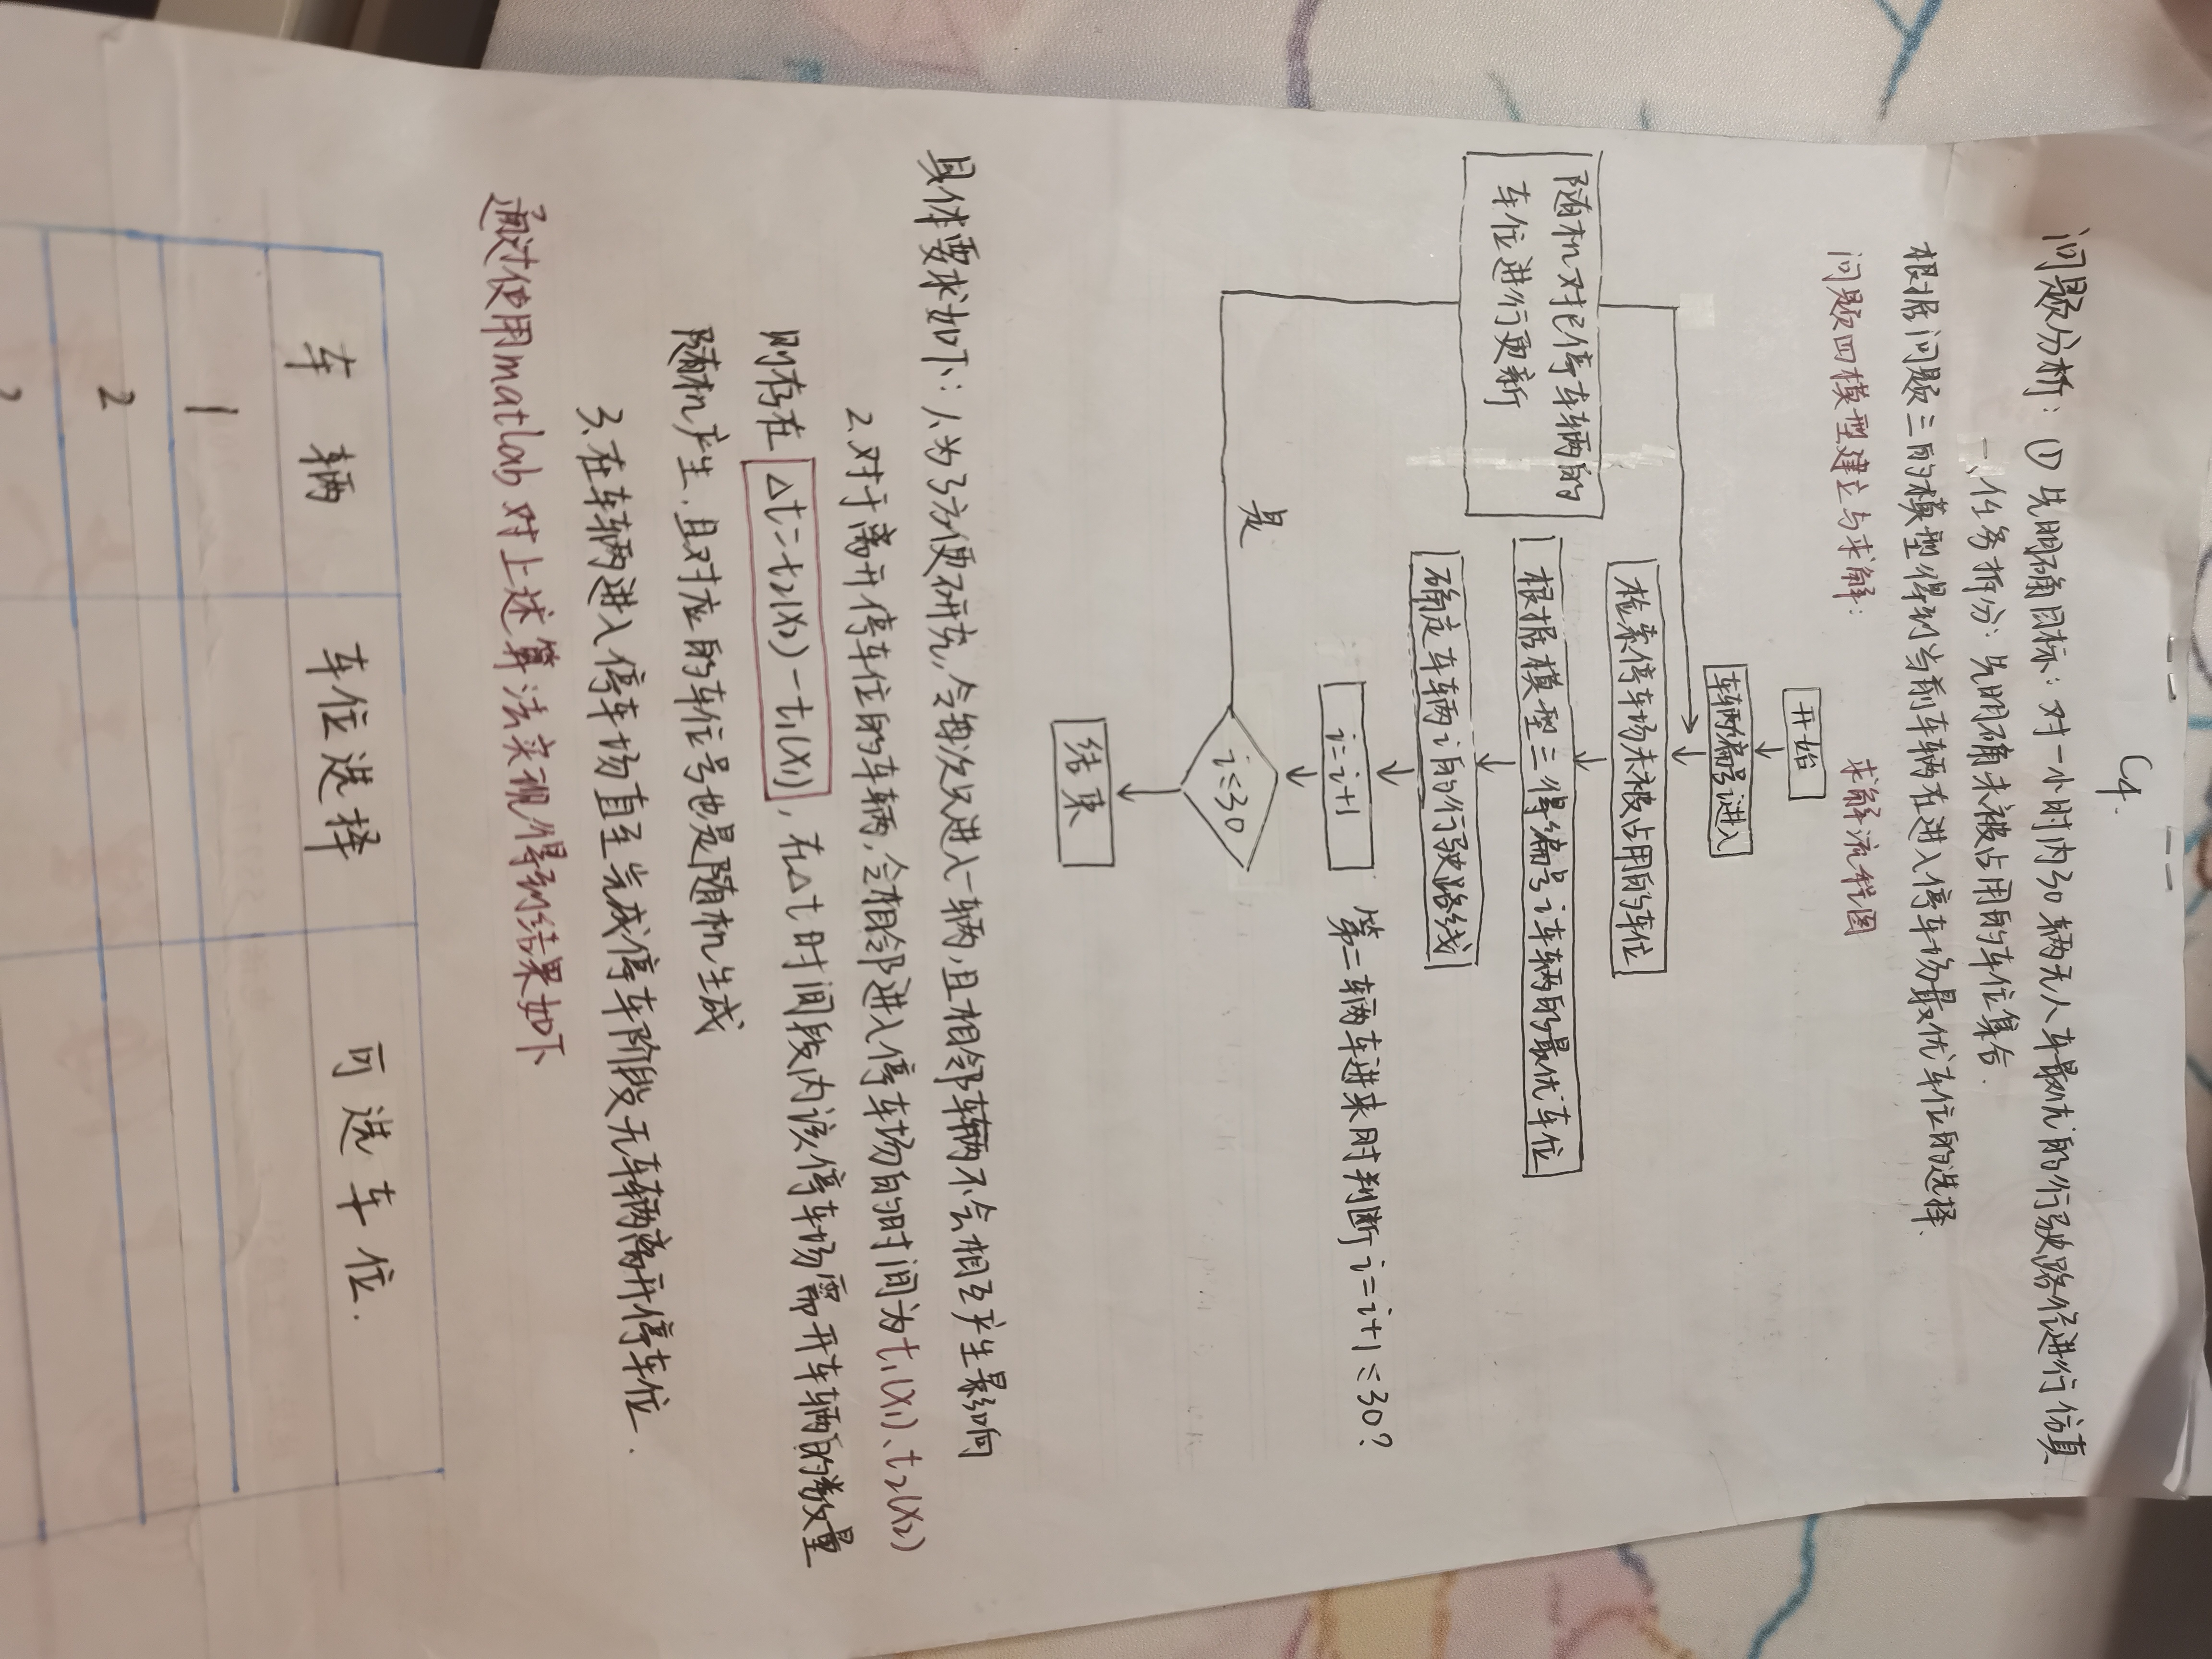 C4.
问题分析: ① 先明确目标: 对一小时内30辆无人车最优的行驶路径进行仿真
一、任务拆分: 先明确未被占用的车位集合.
根据问题三的模型得到当前车辆在进入停车场最优车位的选择.
问题四模型建立与求解: 求解流程图
开始
车辆编号i进入
检索停车场未被占用的车位
随机对已停车辆的
车位进行更新
根据模型三得编号i车辆的最优车位
确定车辆i的行驶路线
i=i+1
第二辆车进来时判断 i=i+1≤30?
是
i≤30
结束
具体要求如下: 1.为了方便研究,令每次只进入一辆,且相邻车辆不会相互产生影响
2.对于离开停车位的车辆,令相邻进入停车场的时间为t₁(x₁)、t₂(x₂)
则存在 Δt=t₂(x₂)-t₁(x₁), 在Δt时间段内该停车场需开车辆的数量
随机产生,且对应的车位号也是随机生成
3.在车辆进入停车场直至完成停车阶段无车辆离开停车位.
通过使用matlab对上述算法实现得到结果如下
车辆 车位选择 可选车位.
1
2